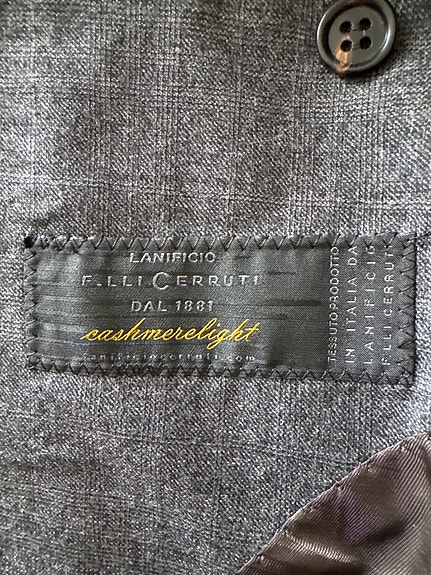 LANIFICIO
F.LLI CERRUTI
DAL 1881
cashmerelight
lanificiocerruti.com
TESSUTO PRODOTTO
IN ITALIA DA
LANIFICIO
F.LLI CERRUTI